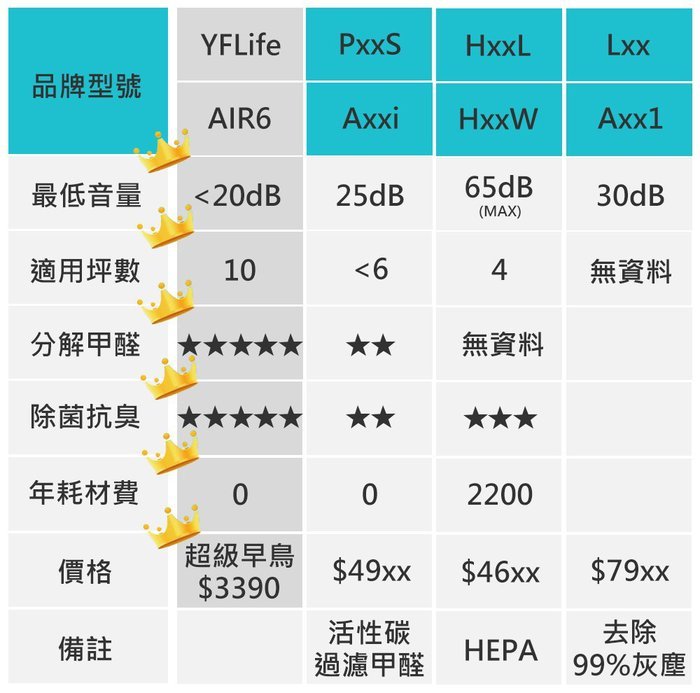 品牌型號
YFLife
PxxS
HxxL
Lxx
AIR6
Axxi
HxxW
Axx1
最低音量
<20dB
25dB
65dB
(MAX)
30dB
適用坪數
10
<6
4
無資料
分解甲醛
★★★★★
★★
無資料
除菌抗臭
★★★★★
★★
★★★
年耗材費
0
0
2200
價格
超級早鳥
$3390
$49xx
$46xx
$79xx
備註
活性碳
過濾甲醛
HEPA
去除
99%灰塵